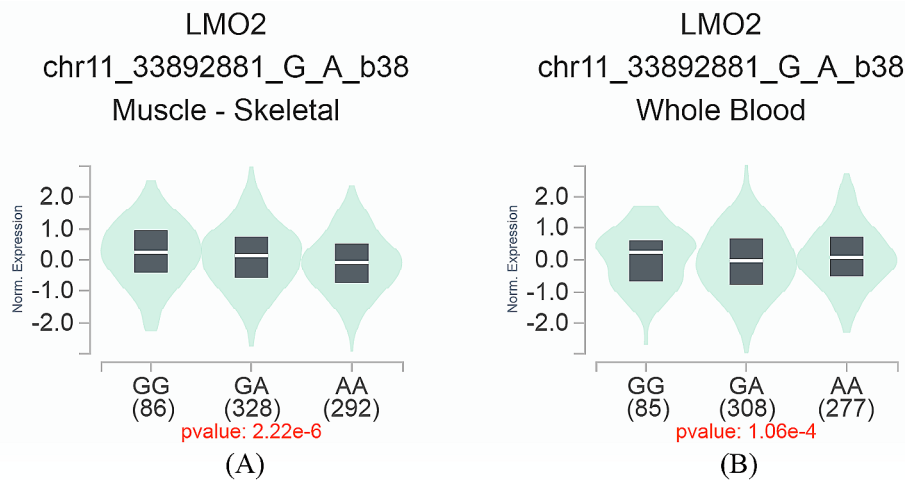 LMO2
chr11_33892881_G_A_b38
Muscle - Skeletal
Norm. Expression
2.0
1.0
0.0
-1.0
-2.0
GG
(86)
GA
(328)
AA
(292)
pvalue: 2.22e-6
(A)
LMO2
chr11_33892881_G_A_b38
Whole Blood
Norm. Expression
2.0
1.0
0.0
-1.0
-2.0
GG
(85)
GA
(308)
AA
(277)
pvalue: 1.06e-4
(B)